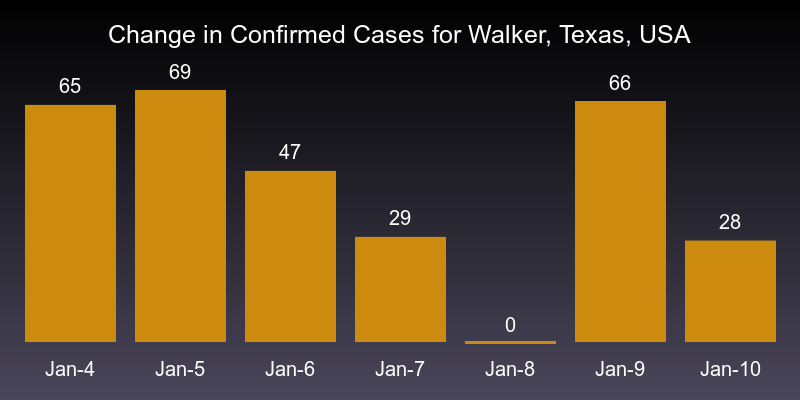 Change in Confirmed Cases for Walker, Texas, USA
65
69
47
29
0
66
28
Jan-4
Jan-5
Jan-6
Jan-7
Jan-8
Jan-9
Jan-10